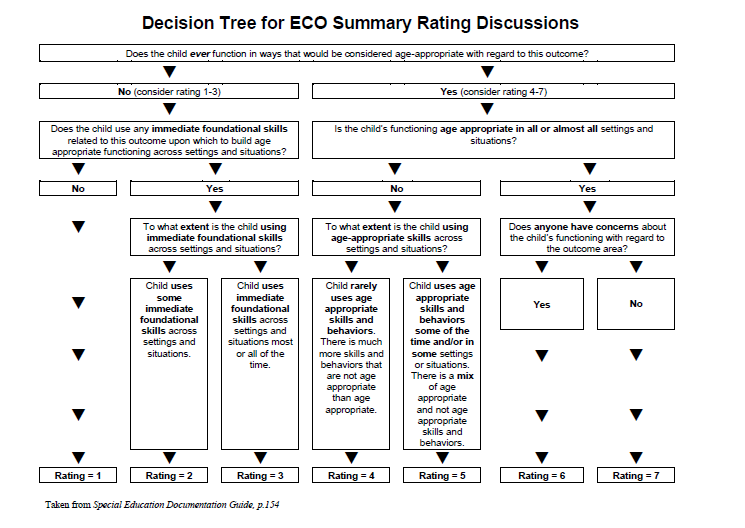 Decision Tree for ECO Summary Rating Discussions
Does the child ever function in ways that would be considered age-appropriate with regard to this outcome?
No (consider rating 1-3)
Yes (consider rating 4-7)
Does the child use any immediate foundational skills
related to this outcome upon which to build age
appropriate functioning across settings and situations?
Is the child's functioning age appropriate in all or almost all settings and
situations?
No
Yes
No
Yes
To what extent is the child using
immediate foundational skills
across settings and situations?
To what extent is the child using
age-appropriate skills across
settings and situations?
Does anyone have concerns about
the child's functioning with regard to
the outcome area?
Child uses
some
immediate
foundational
skills across
settings and
situations.
Child uses
immediate
foundational
skills across
settings and
situations most
or all of the
time.
Child rarely
uses age
appropriate
skills and
behaviors.
There is much
more skills and
behaviors that
are not age
appropriate
than age
appropriate.
Child uses age
appropriate
skills and
behaviors
some of the
time and/or in
some settings
or situations.
There is a mix
of age
appropriate
and not age
appropriate
skills and
behaviors.
Yes
No
Rating = 1
Rating = 2
Rating = 3
Rating = 4
Rating = 5
Rating = 6
Rating = 7
Taken from Special Education Documentation Guide, p.154